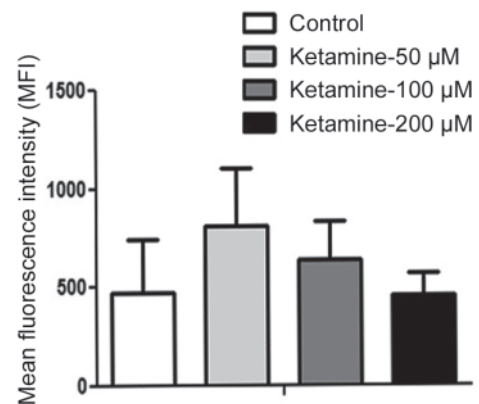 Control
Ketamine-50 µM
Ketamine-100 µM
Ketamine-200 µM
Mean fluorescence intensity (MFI)
1500
1000
500
0